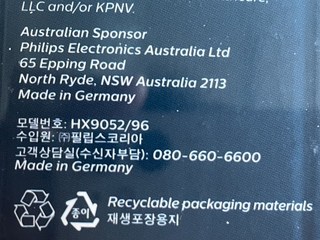 LLC and/or KPNV.
Australian Sponsor
Philips Electronics Australia Ltd
65 Epping Road
North Ryde, NSW Australia 2113
Made in Germany
모델번호: HX9052/96
수입원: ㈜필립스코리아
고객상담실(수신자부담): 080-660-6600
Made in Germany
종이
Recyclable packaging materials
재생포장용지